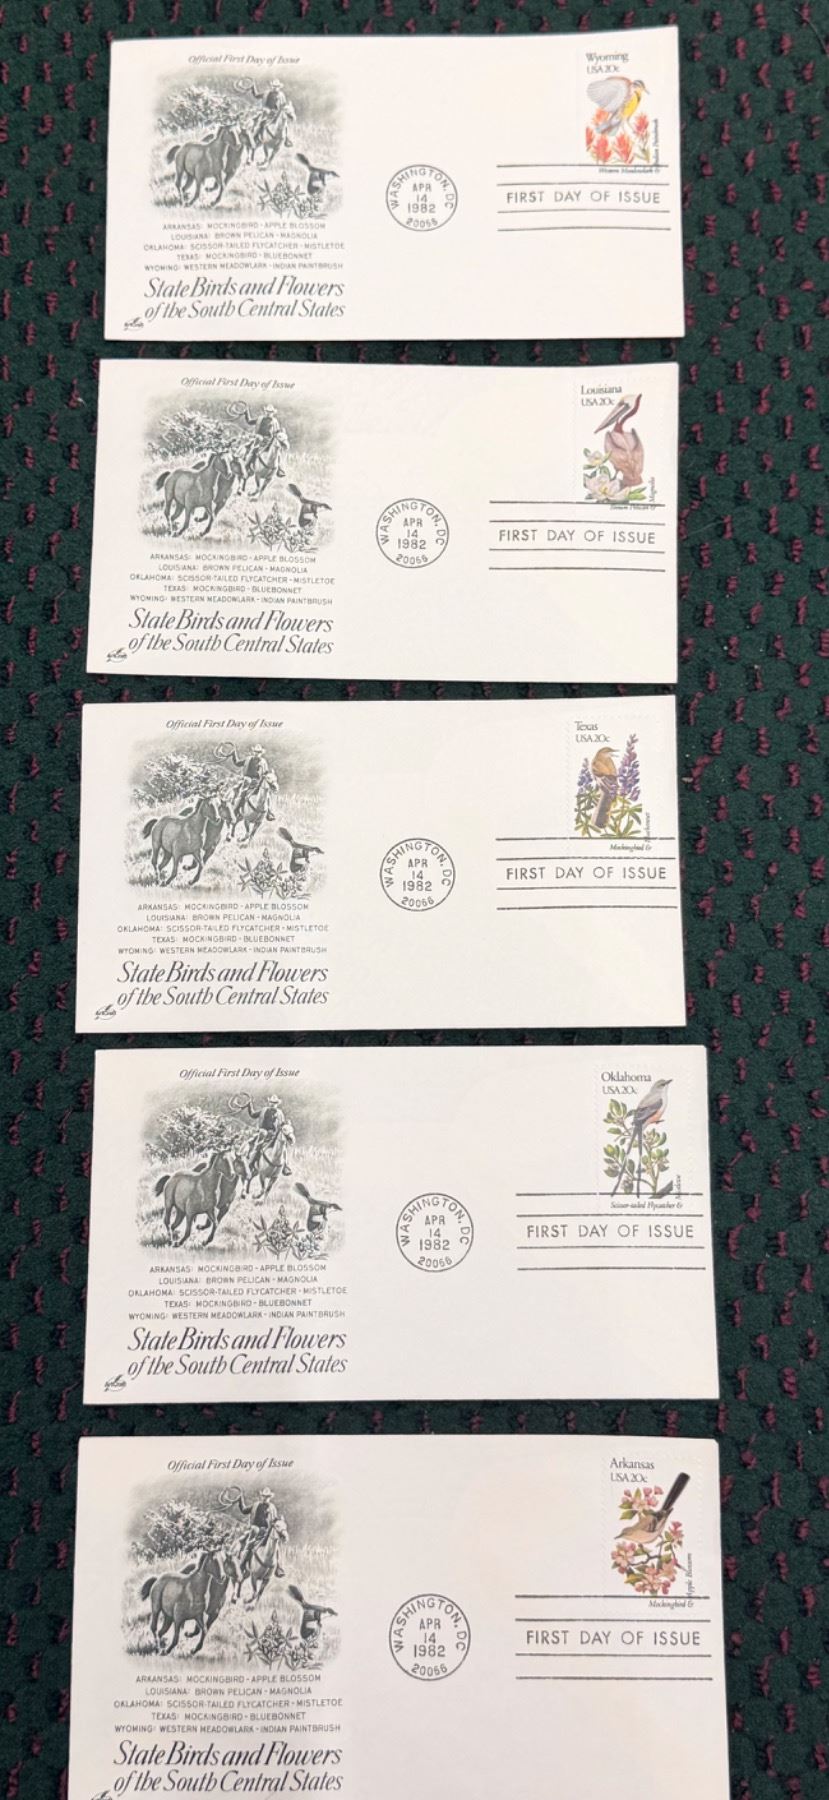 Official First Day of Issue
Wyoming
USA 20c
Indian Paintbrush
Western Meadowlark &
WASHINGTON, DC
APR
14
1982
20066
FIRST DAY OF ISSUE
ARKANSAS: MOCKINGBIRD - APPLE BLOSSOM
LOUISIANA: BROWN PELICAN - MAGNOLIA
OKLAHOMA: SCISSOR-TAILED FLYCATCHER - MISTLETOE
TEXAS: MOCKINGBIRD - BLUEBONNET
WYOMING: WESTERN MEADOWLARK - INDIAN PAINTBRUSH
State Birds and Flowers
of the South Central States
ArtCraft
Official First Day of Issue
Louisiana
USA 20c
Magnolia
Brown Pelican &
WASHINGTON, DC
APR
14
1982
20066
FIRST DAY OF ISSUE
ARKANSAS: MOCKINGBIRD - APPLE BLOSSOM
LOUISIANA: BROWN PELICAN - MAGNOLIA
OKLAHOMA: SCISSOR-TAILED FLYCATCHER - MISTLETOE
TEXAS: MOCKINGBIRD - BLUEBONNET
WYOMING: WESTERN MEADOWLARK - INDIAN PAINTBRUSH
State Birds and Flowers
of the South Central States
ArtCraft
Official First Day of Issue
Texas
USA 20c
Bluebonnet
Mockingbird &
WASHINGTON, DC
APR
14
1982
20066
FIRST DAY OF ISSUE
ARKANSAS: MOCKINGBIRD - APPLE BLOSSOM
LOUISIANA: BROWN PELICAN - MAGNOLIA
OKLAHOMA: SCISSOR-TAILED FLYCATCHER - MISTLETOE
TEXAS: MOCKINGBIRD - BLUEBONNET
WYOMING: WESTERN MEADOWLARK - INDIAN PAINTBRUSH
State Birds and Flowers
of the South Central States
ArtCraft
Official First Day of Issue
Oklahoma
USA 20c
Mistletoe
Scissor-tailed Flycatcher &
WASHINGTON, DC
APR
14
1982
20066
FIRST DAY OF ISSUE
ARKANSAS: MOCKINGBIRD - APPLE BLOSSOM
LOUISIANA: BROWN PELICAN - MAGNOLIA
OKLAHOMA: SCISSOR-TAILED FLYCATCHER - MISTLETOE
TEXAS: MOCKINGBIRD - BLUEBONNET
WYOMING: WESTERN MEADOWLARK - INDIAN PAINTBRUSH
State Birds and Flowers
of the South Central States
ArtCraft
Official First Day of Issue
Arkansas
USA 20c
Apple Blossom
Mockingbird &
WASHINGTON, DC
APR
14
1982
20066
FIRST DAY OF ISSUE
ARKANSAS: MOCKINGBIRD - APPLE BLOSSOM
LOUISIANA: BROWN PELICAN - MAGNOLIA
OKLAHOMA: SCISSOR-TAILED FLYCATCHER - MISTLETOE
TEXAS: MOCKINGBIRD - BLUEBONNET
WYOMING: WESTERN MEADOWLARK - INDIAN PAINTBRUSH
State Birds and Flowers
of the South Central States